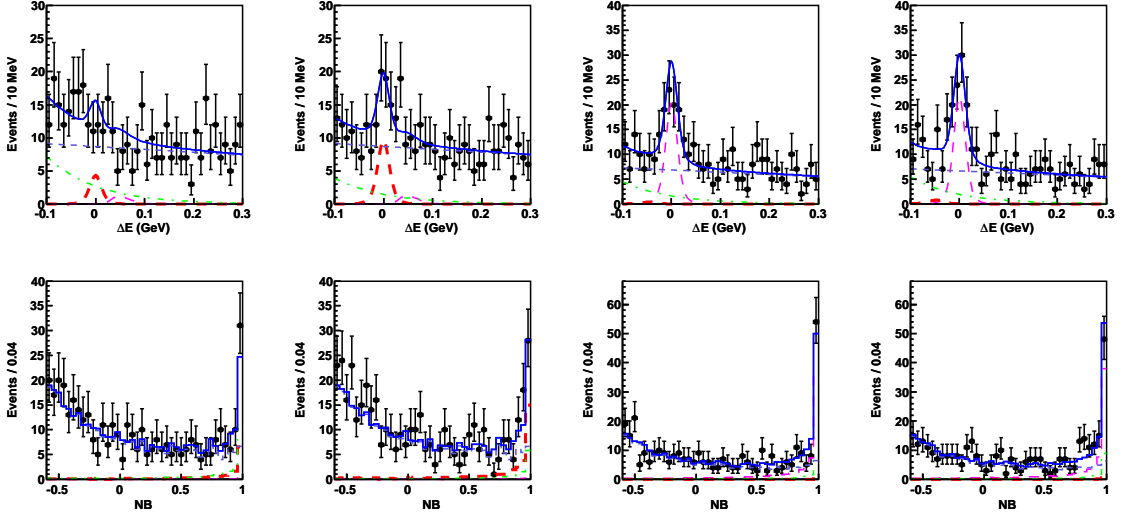 30 30 40 40
25 25 35 35
20 20 30 30
15 15 25 25
10 10 20 20
5 5 15 15
0 0 10 10
5 5
0 0
Events / 10 MeV Events / 10 MeV Events / 10 MeV Events / 10 MeV
-0.1 0 0.1 0.2 0.3 -0.1 0 0.1 0.2 0.3 -0.1 0 0.1 0.2 0.3 -0.1 0 0.1 0.2 0.3
ΔE (GeV) ΔE (GeV) ΔE (GeV) ΔE (GeV)
40 40 60 60
35 35 50 50
30 30 40 40
25 25 30 30
20 20 20 20
15 15 10 10
10 10 0 0
5 5
0 0
Events / 0.04 Events / 0.04 Events / 0.04 Events / 0.04
-0.5 0 0.5 1 -0.5 0 0.5 1 -0.5 0 0.5 1 -0.5 0 0.5 1
NB NB NB NB